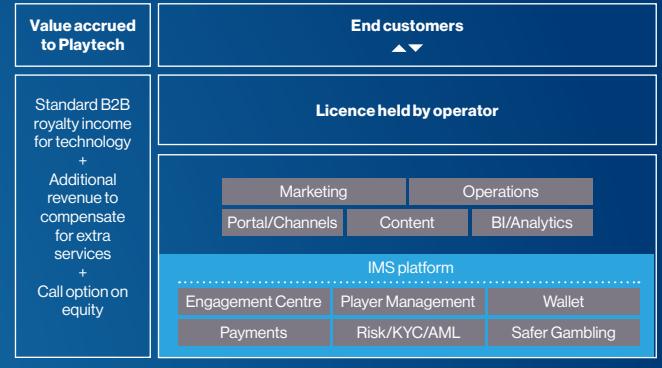 Value accrued
to Playtech
End customers
Standard B2B
royalty income
for technology
+
Additional
revenue to
compensate
for extra
services
+
Call option on
equity
Licence held by operator
Marketing
Operations
Portal/Channels
Content
BI/Analytics
IMS platform
Engagement Centre
Player Management
Wallet
Payments
Risk/KYC/AML
Safer Gambling